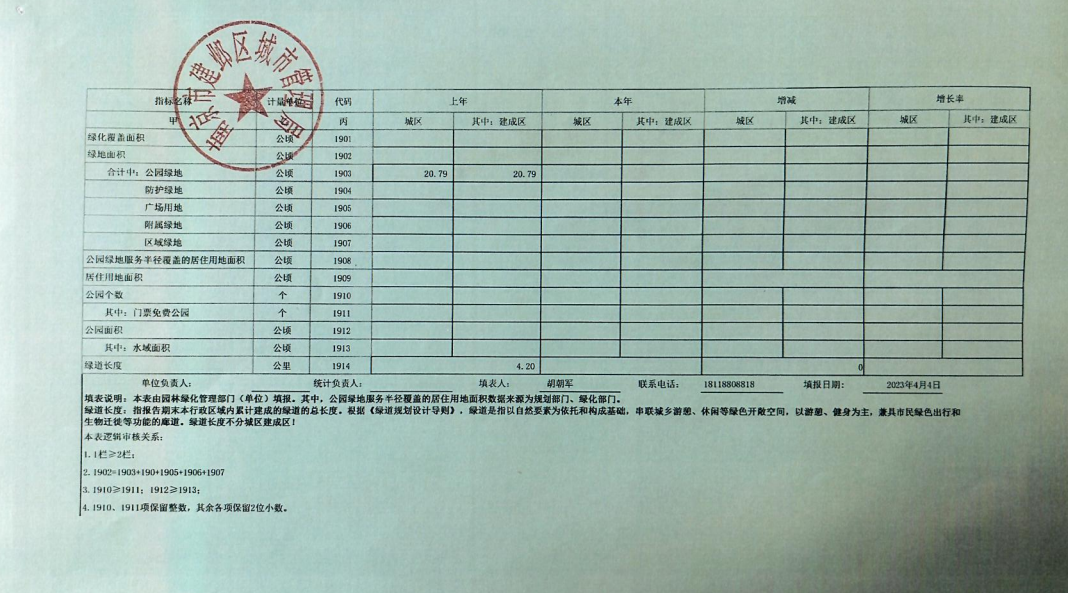 京市建邺区城市管理局
指标名称 计量单位 代码 上年 本年 增减 增长率
甲 丙 城区 其中：建成区 城区 其中：建成区 城区 其中：建成区 城区 其中：建成区
绿化覆盖面积 公顷 1901
绿地面积 公顷 1902
合计中：公园绿地 公顷 1903 20.79 20.79
防护绿地 公顷 1904
广场用地 公顷 1905
附属绿地 公顷 1906
区域绿地 公顷 1907
公园绿地服务半径覆盖的居住用地面积 公顷 1908
居住用地面积 公顷 1909
公园个数 个 1910
其中：门票免费公园 个 1911
公园面积 公顷 1912
其中：水域面积 公顷 1913
绿道长度 公里 1914 4.20 0
单位负责人： 统计负责人： 填表人： 胡朝军 联系电话： 18118808818 填报日期： 2023年4月4日
填表说明：本表由园林绿化管理部门（单位）填报。其中，公园绿地服务半径覆盖的居住用地面积数据来源为规划部门、绿化部门。
绿道长度：指报告期末本行政区域内累计建成的绿道的总长度。根据《绿道规划设计导则》，绿道是指以自然要素为依托和构成基础，串联城乡游憩、休闲等绿色开敞空间，以游憩、健身为主，兼具市民绿色出行和
生物迁徙等功能的廊道。绿道长度不分城区建成区！
本表逻辑审核关系：
1.1栏≥2栏；
2.1902=1903+190+1905+1906+1907
3.1910≥1911；1912≥1913；
4.1910、1911项保留整数，其余各项保留2位小数。